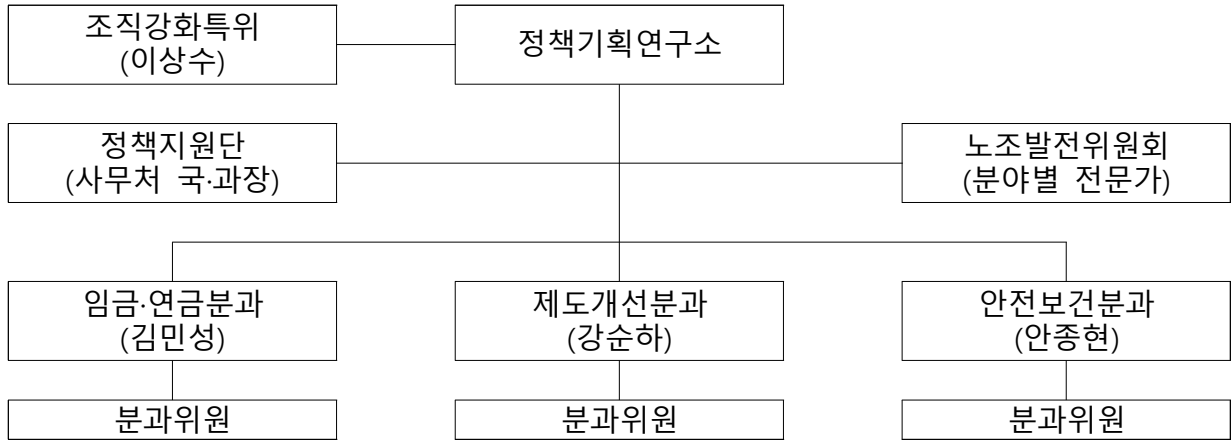 조직강화특위
(이상수)
정책기획연구소
정책지원단
(사무처 국·과장)
노조발전위원회
(분야별 전문가)
임금·연금분과
(김민성)
제도개선분과
(강순하)
안전보건분과
(안종현)
분과위원
분과위원
분과위원